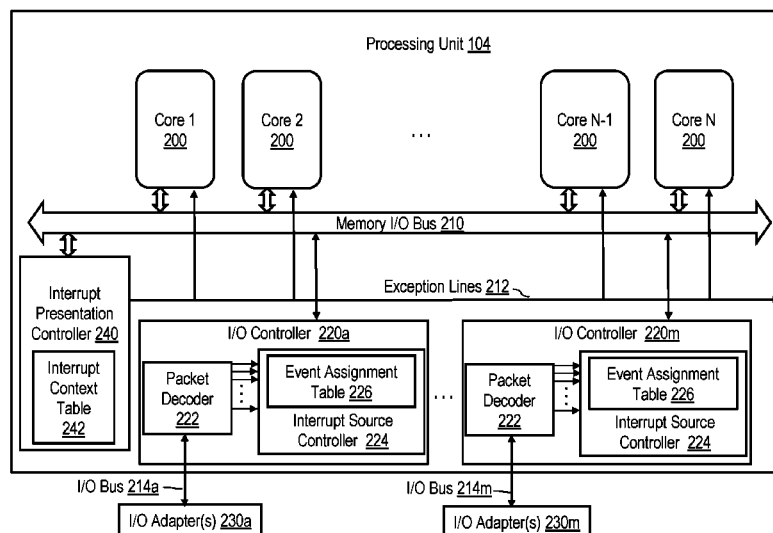 Processing Unit 104
Core 1
200
Core 2
200
...
Core N-1
200
Core N
200
Memory I/O Bus 210
Exception Lines 212
Interrupt
Presentation
Controller 240
Interrupt
Context
Table
242
I/O Controller 220a
Packet
Decoder
222
Event Assignment
Table 226
Interrupt Source
Controller 224
...
I/O Controller 220m
Packet
Decoder
222
Event Assignment
Table 226
Interrupt Source
Controller 224
I/O Bus 214a
I/O Bus 214m
I/O Adapter(s) 230a
I/O Adapter(s) 230m